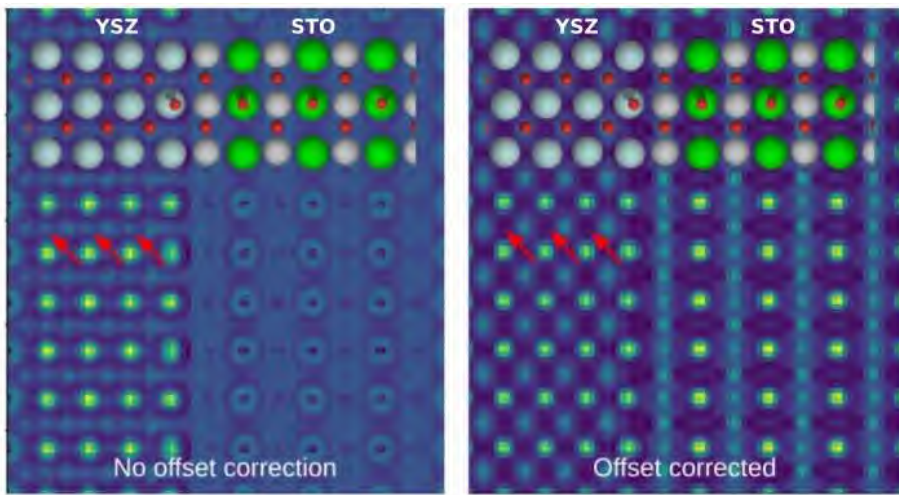 YSZ STO
YSZ STO
No offset correction
Offset corrected